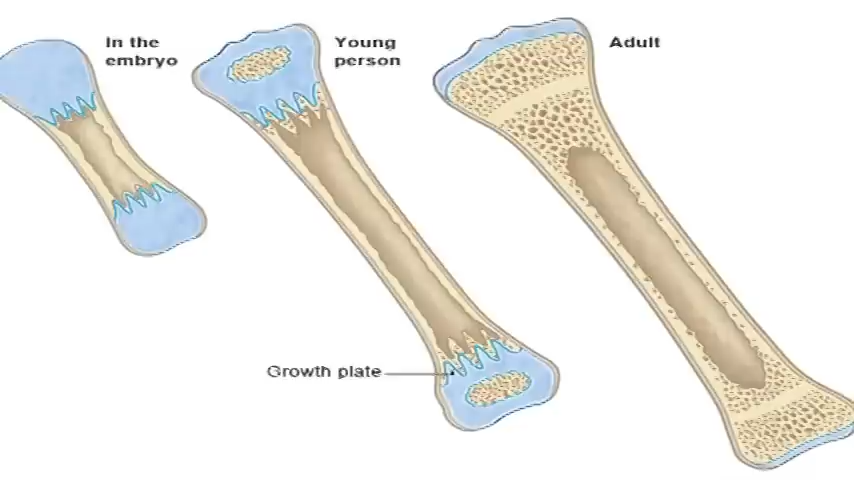 In the
embryo
Young
person
Adult
Growth plate